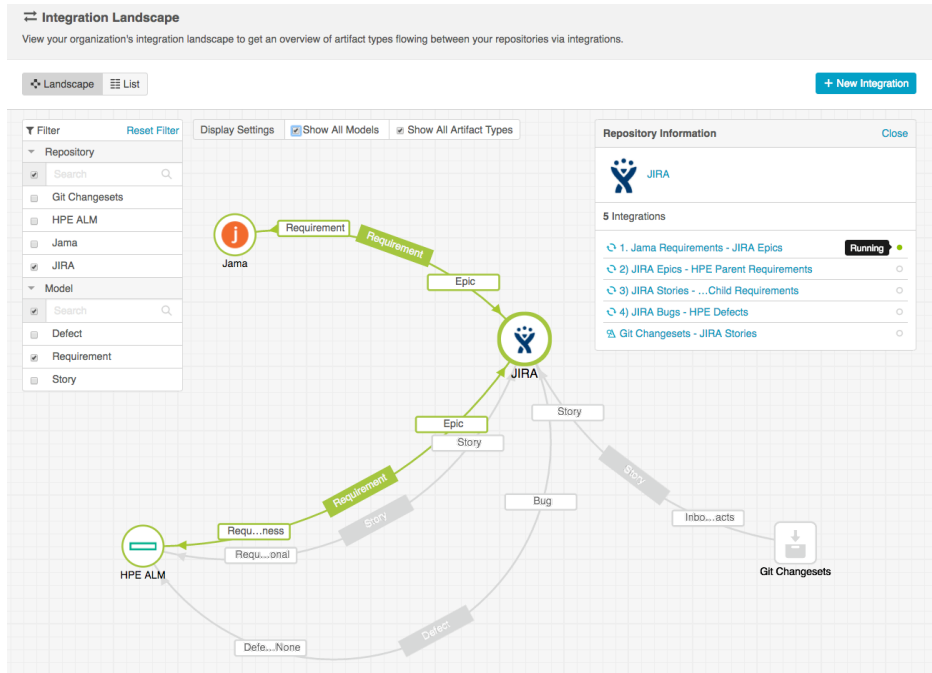 Integration Landscape
View your organization's integration landscape to get an overview of artifact types flowing between your repositories via integrations.
Landscape
List
+ New Integration
Filter
Reset Filter
Repository
Search
Git Changesets
HPE ALM
Jama
JIRA
Model
Search
Defect
Requirement
Story
Display Settings
Show All Models
Show All Artifact Types
Repository Information
Close
JIRA
5 Integrations
1. Jama Requirements - JIRA Epics
Running
2) JIRA Epics - HPE Parent Requirements
3) JIRA Stories - ...Child Requirements
4) JIRA Bugs - HPE Defects
Git Changesets - JIRA Stories
j
Jama
Requirement
Requirement
Epic
JIRA
Epic
Story
Story
Requirement
Story
Story
Bug
Requ...ness
Requ...onal
Inbo...acts
HPE ALM
Git Changesets
Defect
Defe...None